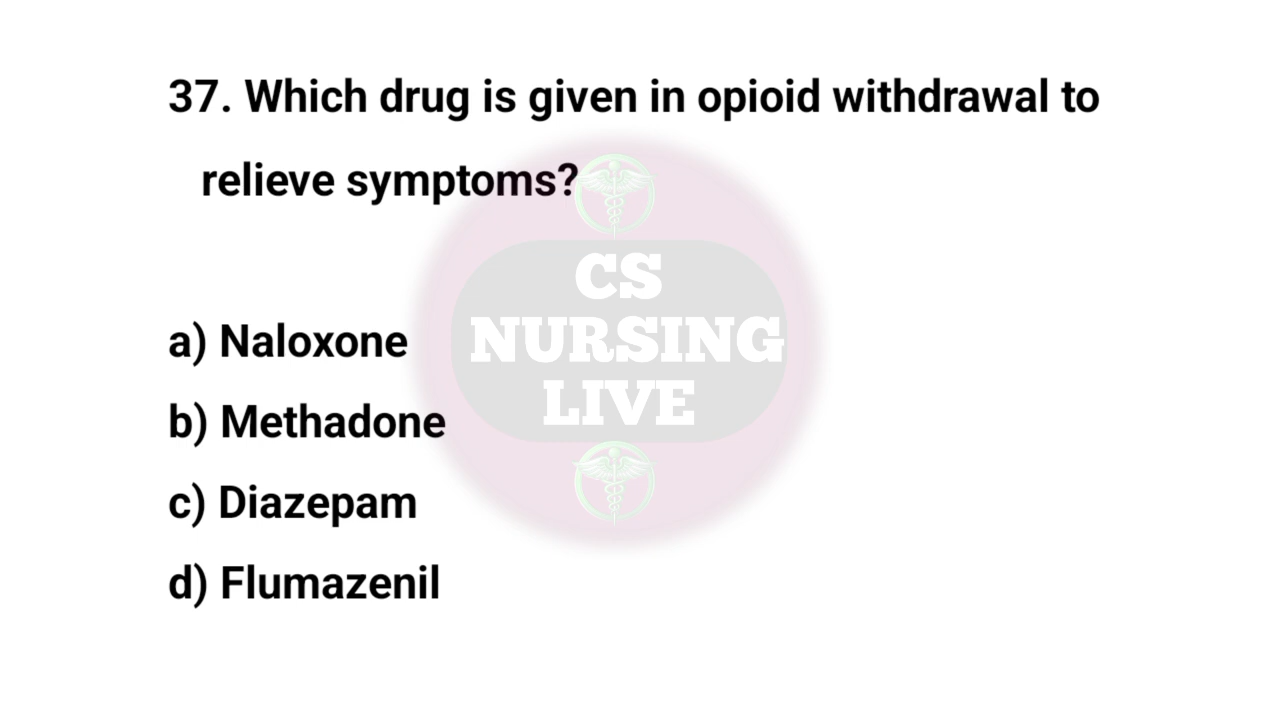 37. Which drug is given in opioid withdrawal to
relieve symptoms?
CS
NURSING
LIVE
a) Naloxone
b) Methadone
c) Diazepam
d) Flumazenil